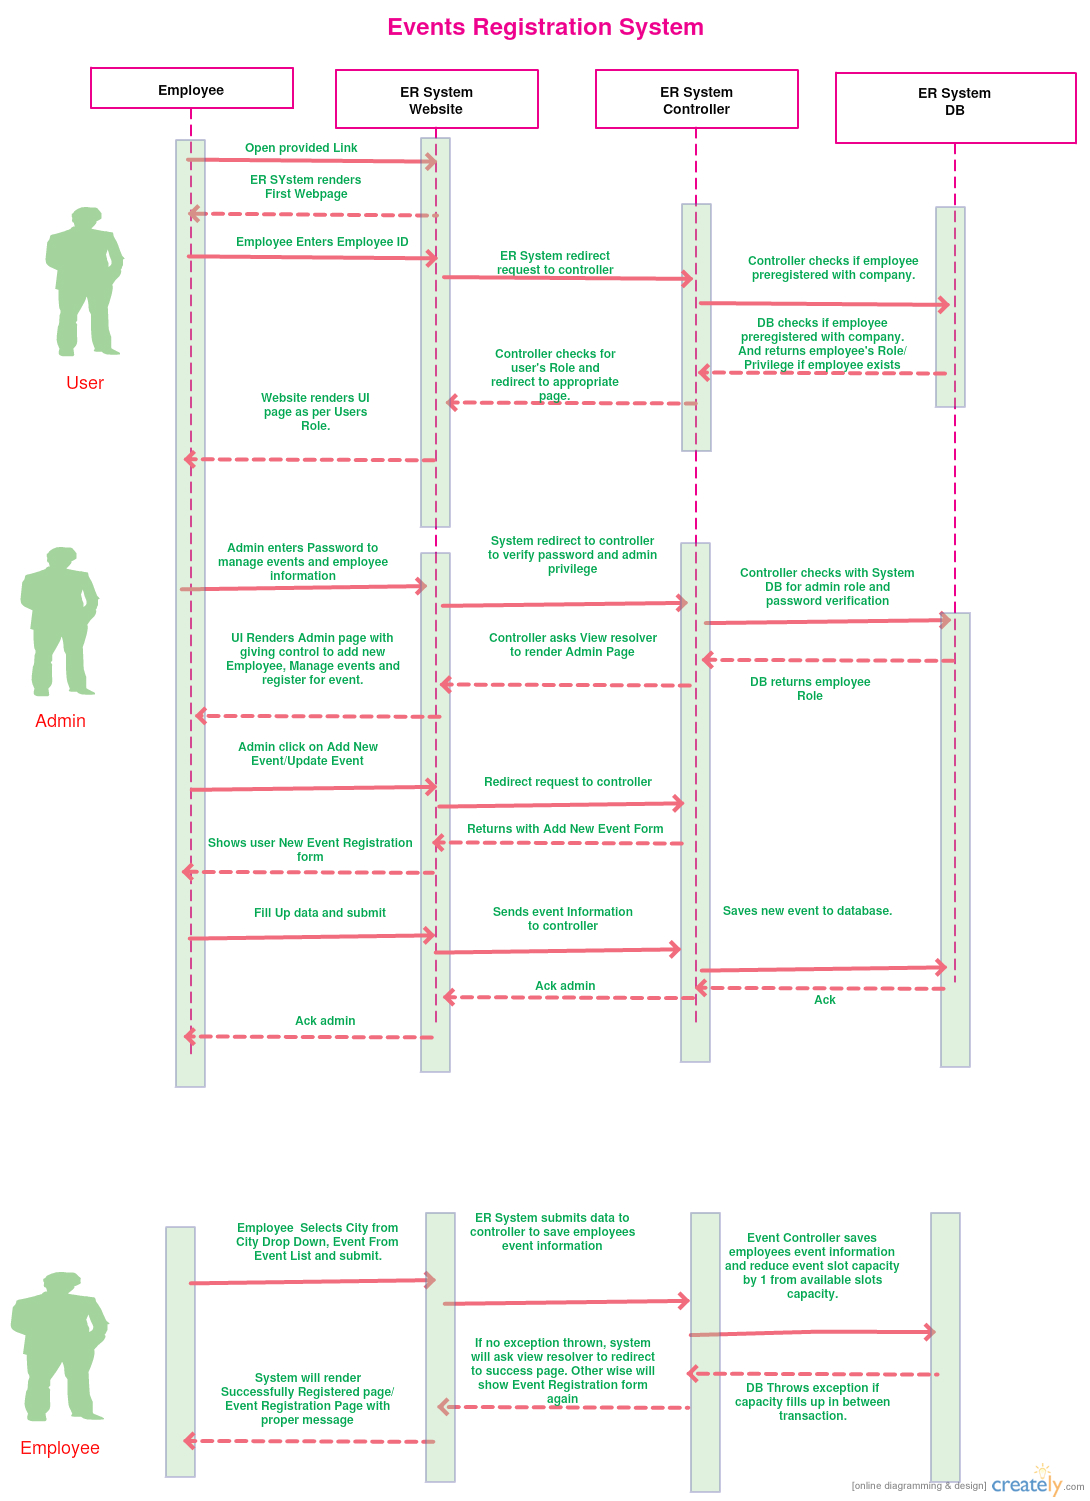 Events Registration System
Employee
ER System
Website
ER System
Controller
ER System
DB
Open provided Link
ER SYstem renders
First Webpage
Employee Enters Employee ID
ER System redirect
request to controller
Controller checks if employee
preregistered with company.
DB checks if employee
preregistered with company.
And returns employee's Role/
Privilege if employee exists
Controller checks for
user's Role and
redirect to appropriate
page.
Website renders UI
page as per Users
Role.
User
Admin enters Password to
manage events and employee
information
System redirect to controller
to verify password and admin
privilege
Controller checks with System
DB for admin role and
password verification
UI Renders Admin page with
giving control to add new
Employee, Manage events and
register for event.
Controller asks View resolver
to render Admin Page
DB returns employee
Role
Admin
Admin click on Add New
Event/Update Event
Redirect request to controller
Returns with Add New Event Form
Shows user New Event Registration
form
Fill Up data and submit
Sends event Information
to controller
Saves new event to database.
Ack admin
Ack
Ack admin
Employee Selects City from
City Drop Down, Event From
Event List and submit.
ER System submits data to
controller to save employees
event information
Event Controller saves
employees event information
and reduce event slot capacity
by 1 from available slots
capacity.
If no exception thrown, system
will ask view resolver to redirect
to success page. Other wise will
show Event Registration form
again
System will render
Successfully Registered page/
Event Registration Page with
proper message
DB Throws exception if
capacity fills up in between
transaction.
Employee
[online diagramming & design] creately.com